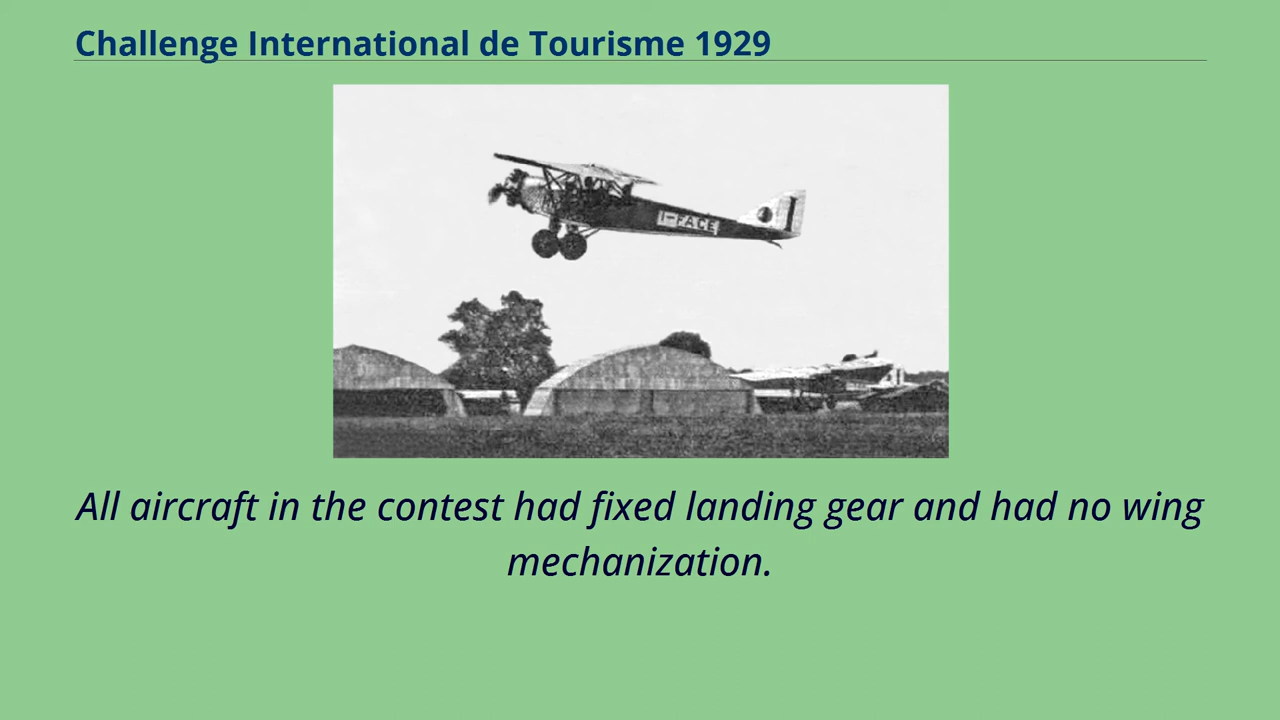 Challenge International de Tourisme 1929
I-FACE
All aircraft in the contest had fixed landing gear and had no wing
mechanization.